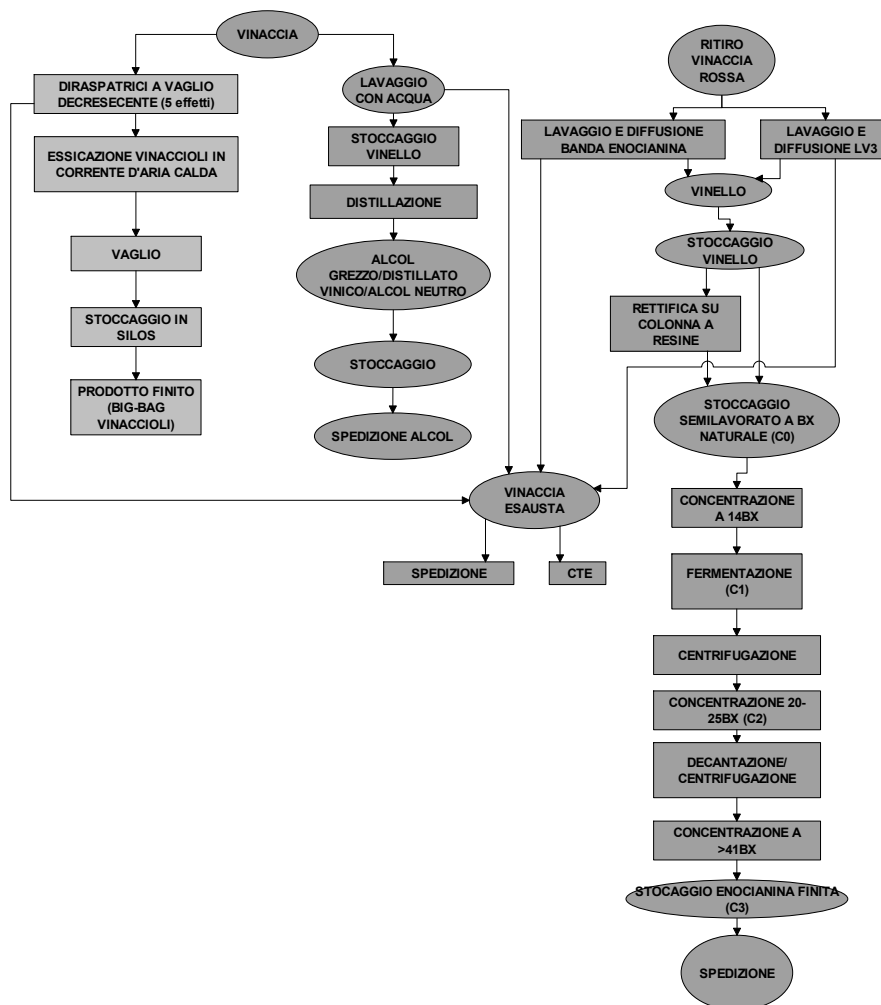 VINACCIA
DIRASPATRICI A VAGLIO
DECRESECENTE (5 effetti)
ESSICAZIONE VINACCIOLI IN
CORRENTE D'ARIA CALDA
VAGLIO
STOCCAGGIO IN
SILOS
PRODOTTO FINITO
(BIG-BAG
VINACCIOLI)
LAVAGGIO
CON ACQUA
STOCCAGGIO
VINELLO
DISTILLAZIONE
ALCOL
GREZZO/DISTILLATO
VINICO/ALCOL NEUTRO
STOCCAGGIO
SPEDIZIONE ALCOL
VINACCIA
ESAUSTA
SPEDIZIONE
CTE
RITIRO
VINACCIA
ROSSA
LAVAGGIO E DIFFUSIONE
BANDA ENOCIANINA
LAVAGGIO E
DIFFUSIONE LV3
VINELLO
STOCCAGGIO
VINELLO
RETTIFICA SU
COLONNA A
RESINE
STOCCAGGIO
SEMILAVORATO A BX
NATURALE (C0)
CONCENTRAZIONE
A 14BX
FERMENTAZIONE
(C1)
CENTRIFUGAZIONE
CONCENTRAZIONE 20-
25BX (C2)
DECANTAZIONE/
CENTRIFUGAZIONE
CONCENTRAZIONE A
>41BX
STOCAGGIO ENOCIANINA FINITA
(C3)
SPEDIZIONE